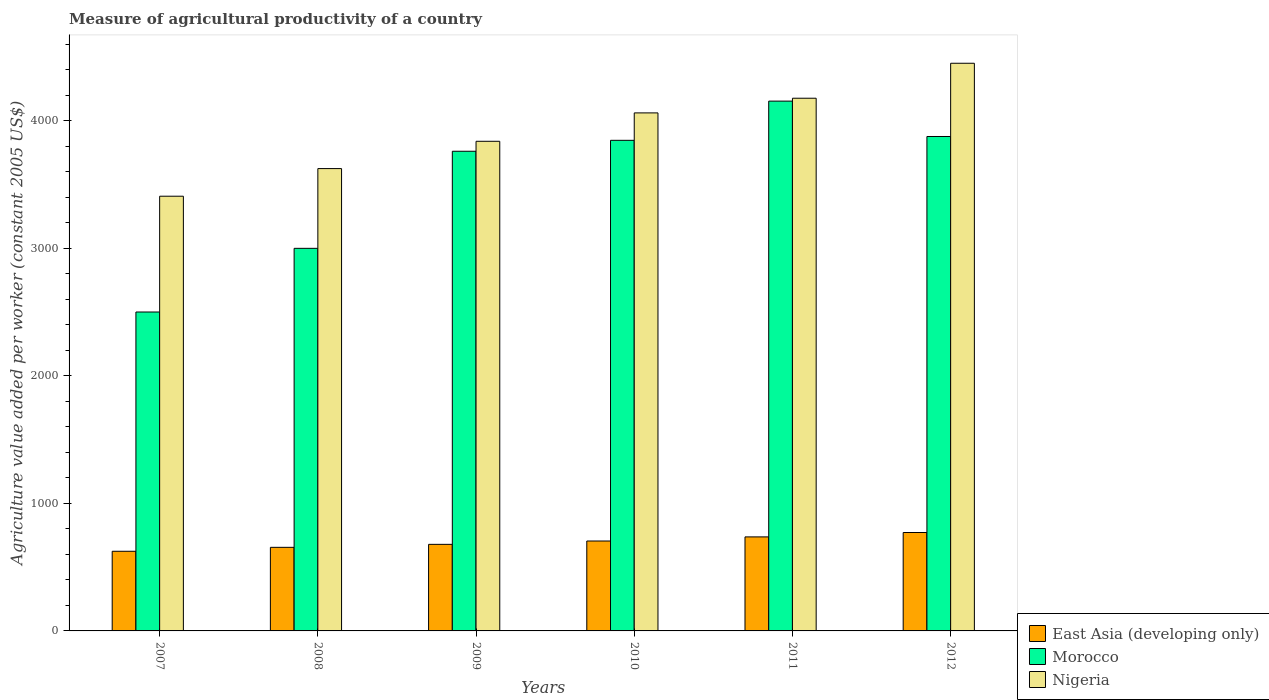 Measure of agricultural productivity of a country
Agriculture value added per worker (constant 2005 US$)
4000
3000
2000
1000
0
2007
2008
2009
2010
2011
2012
Years
East Asia (developing only)
Morocco
Nigeria